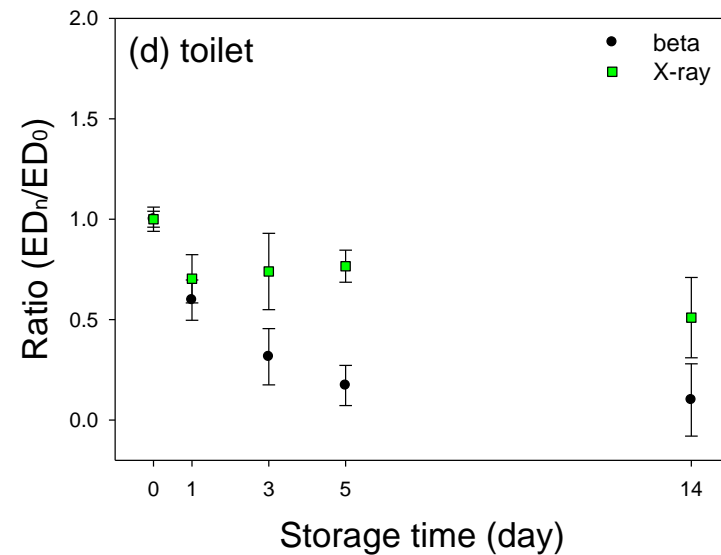 2.0
(d) toilet
beta
X-ray
1.5
1.0
0.5
0.0
Ratio (EDn/ED0)
0 1 3 5 14
Storage time (day)